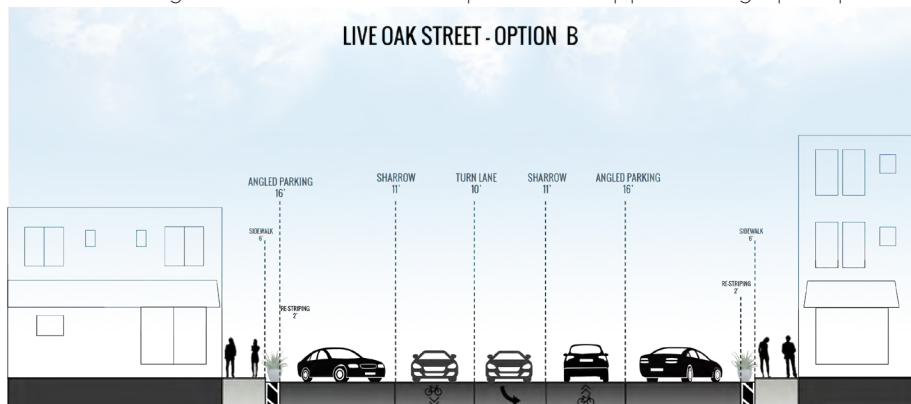 LIVE OAK STREET - OPTION B
ANGLED PARKING
16'
SHARROW
11'
TURN LANE
10'
SHARROW
11'
ANGLED PARKING
16'
SIDEWALK
6'
SIDEWALK
6'
RE-STRIPING
2'
RE-STRIPING
2'